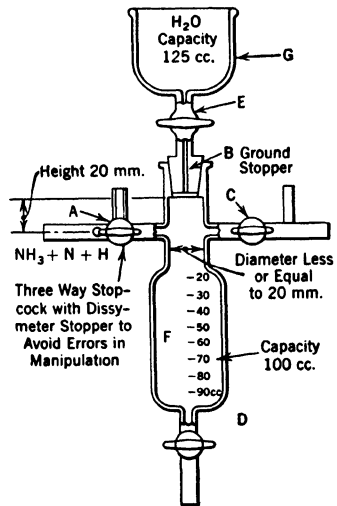 H₂O
Capacity
125 cc.
G
E
B Ground
Stopper
Height 20 mm.
A
C
NH₃ + N + H
Diameter Less
or Equal
to 20 mm.
Three Way Stop-
cock with Dissy-
meter Stopper to
Avoid Errors in
Manipulation
-20
-30
-40
-50
-60
-70
-80
-90cc
F
Capacity
100 cc.
D